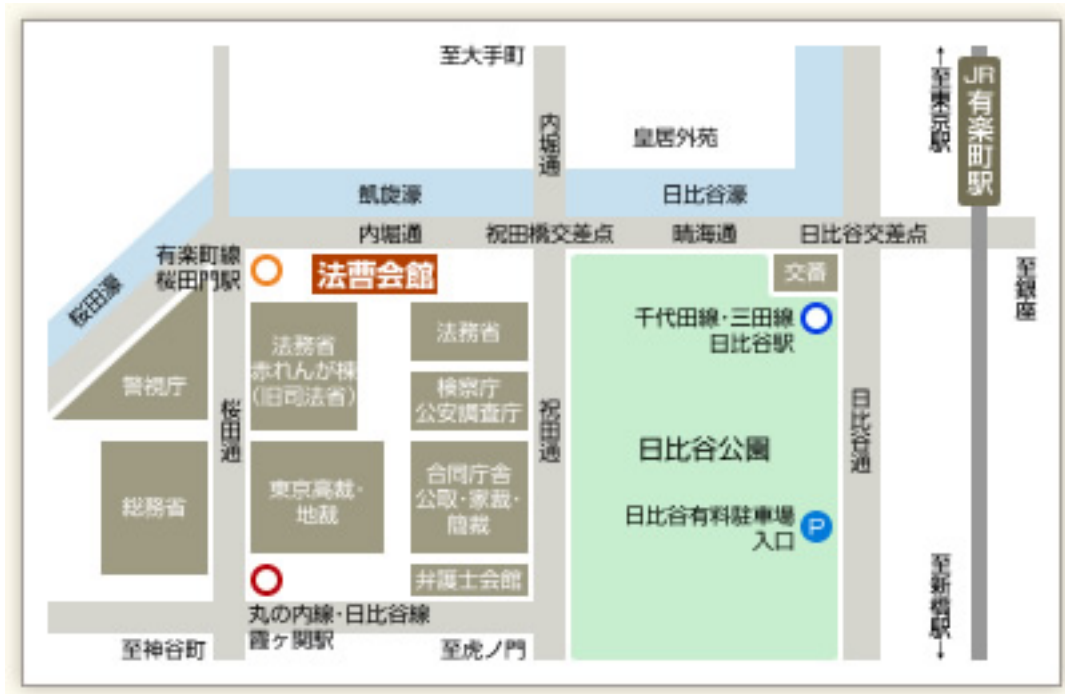 至大手町
内堀通
皇居外苑
←至東京駅
JR有楽町駅
凱旋濠
日比谷濠
内堀通
祝田橋交差点
晴海通
日比谷交差点
有楽町線
桜田門駅
法曹会館
交番
至銀座
桜田濠
千代田線・三田線
日比谷駅
法務省
赤れんが棟
(旧司法省)
法務省
警視庁
検察庁
公安調査庁
桜田通
祝田通
日比谷公園
日比谷通
総務省
東京高裁・
地裁
合同庁舎
公取・家裁・
簡裁
日比谷有料駐車場
入口
P
弁護士会館
至新橋駅→
丸の内線・日比谷線
霞ヶ関駅
至神谷町
至虎ノ門